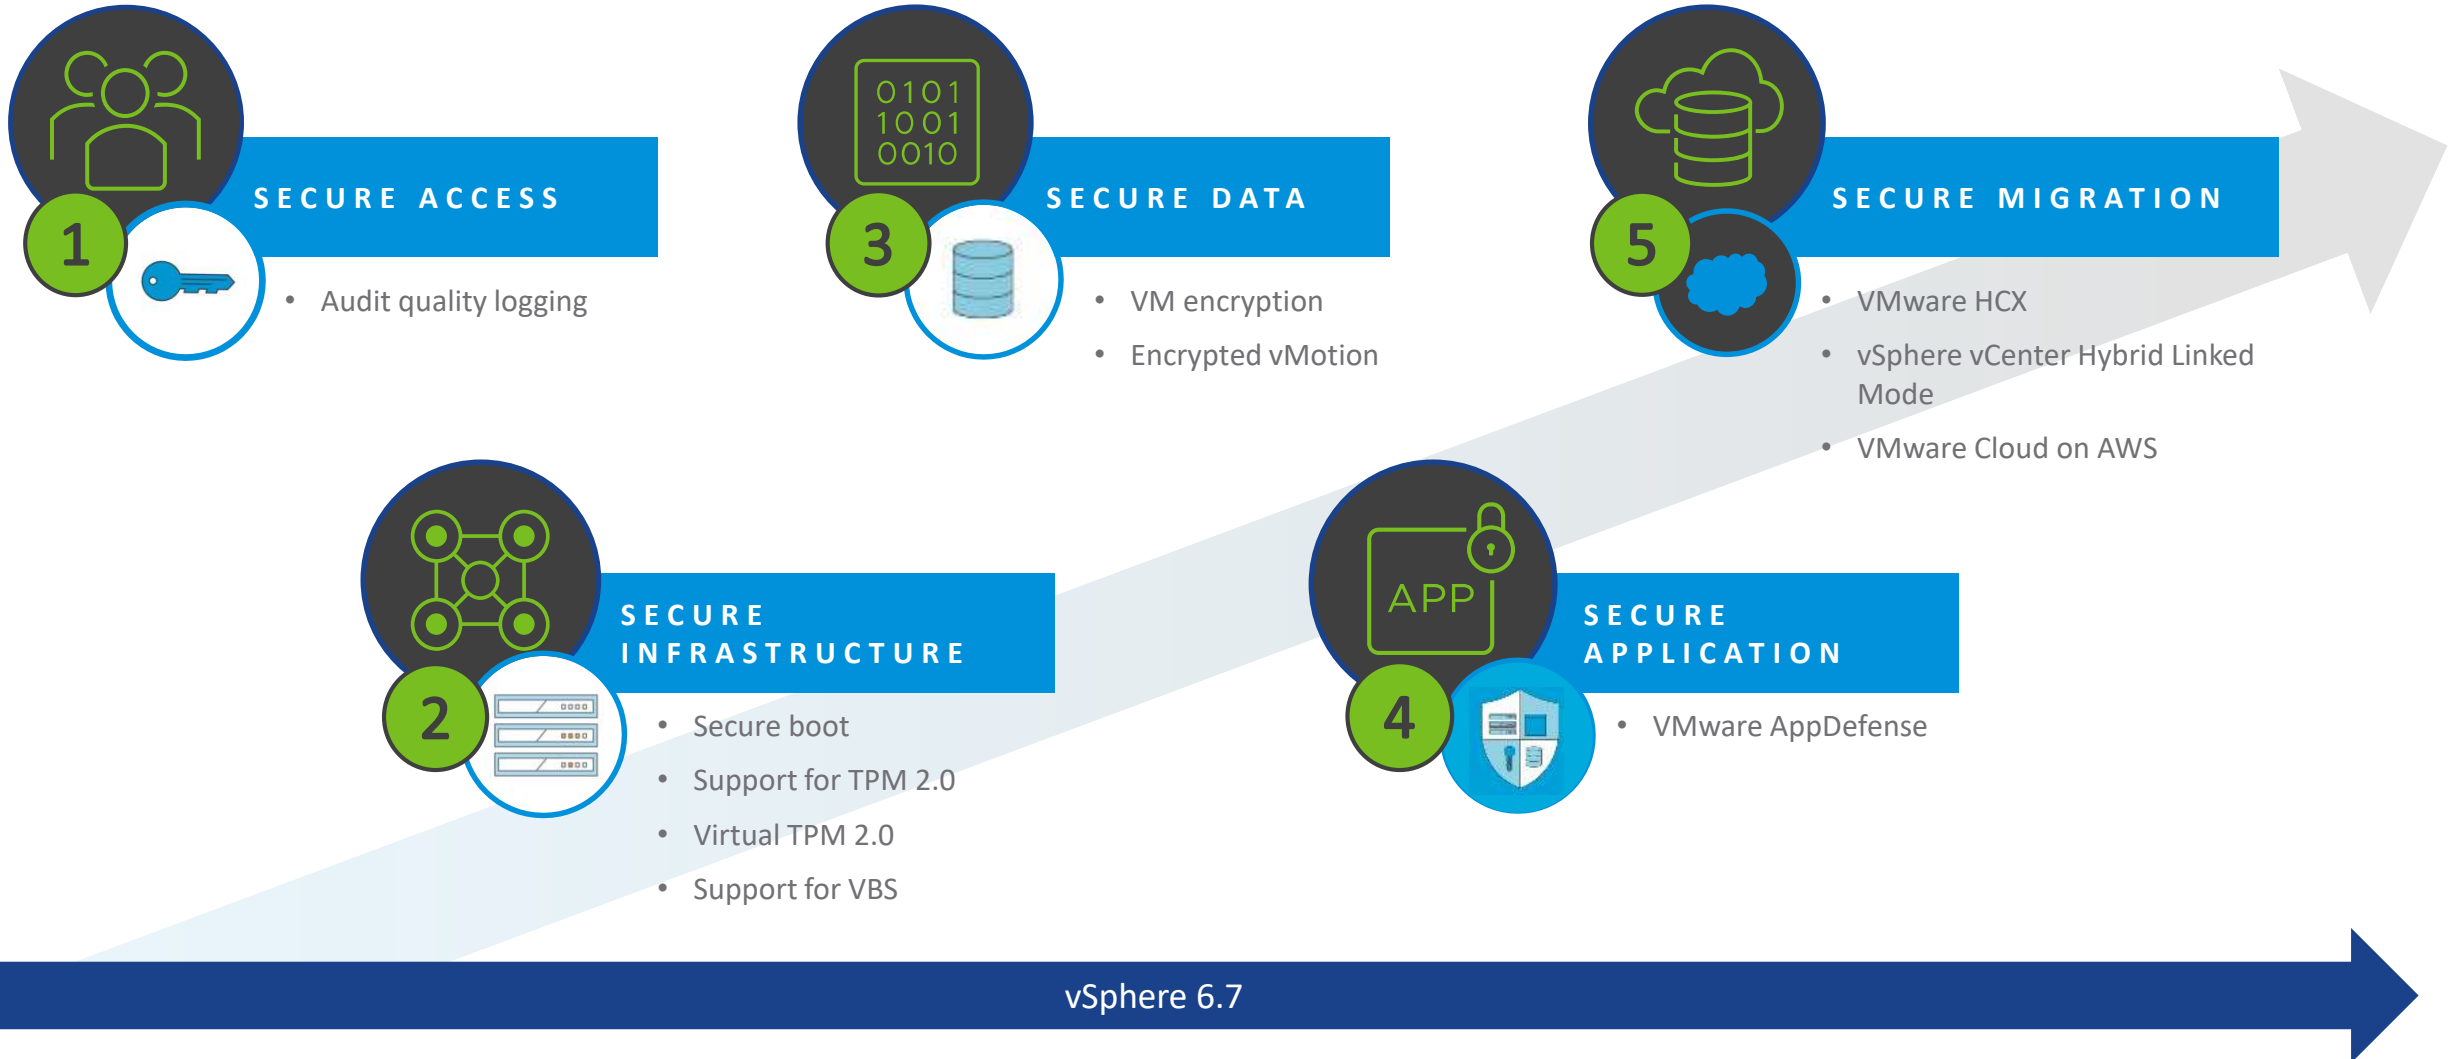 1
SECURE ACCESS
• Audit quality logging
2
SECURE
INFRASTRUCTURE
• Secure boot
• Support for TPM 2.0
• Virtual TPM 2.0
• Support for VBS
0101
1001
0010
3
SECURE DATA
• VM encryption
• Encrypted vMotion
APP
4
SECURE
APPLICATION
• VMware AppDefense
5
SECURE MIGRATION
• VMware HCX
• vSphere vCenter Hybrid Linked
Mode
• VMware Cloud on AWS
vSphere 6.7